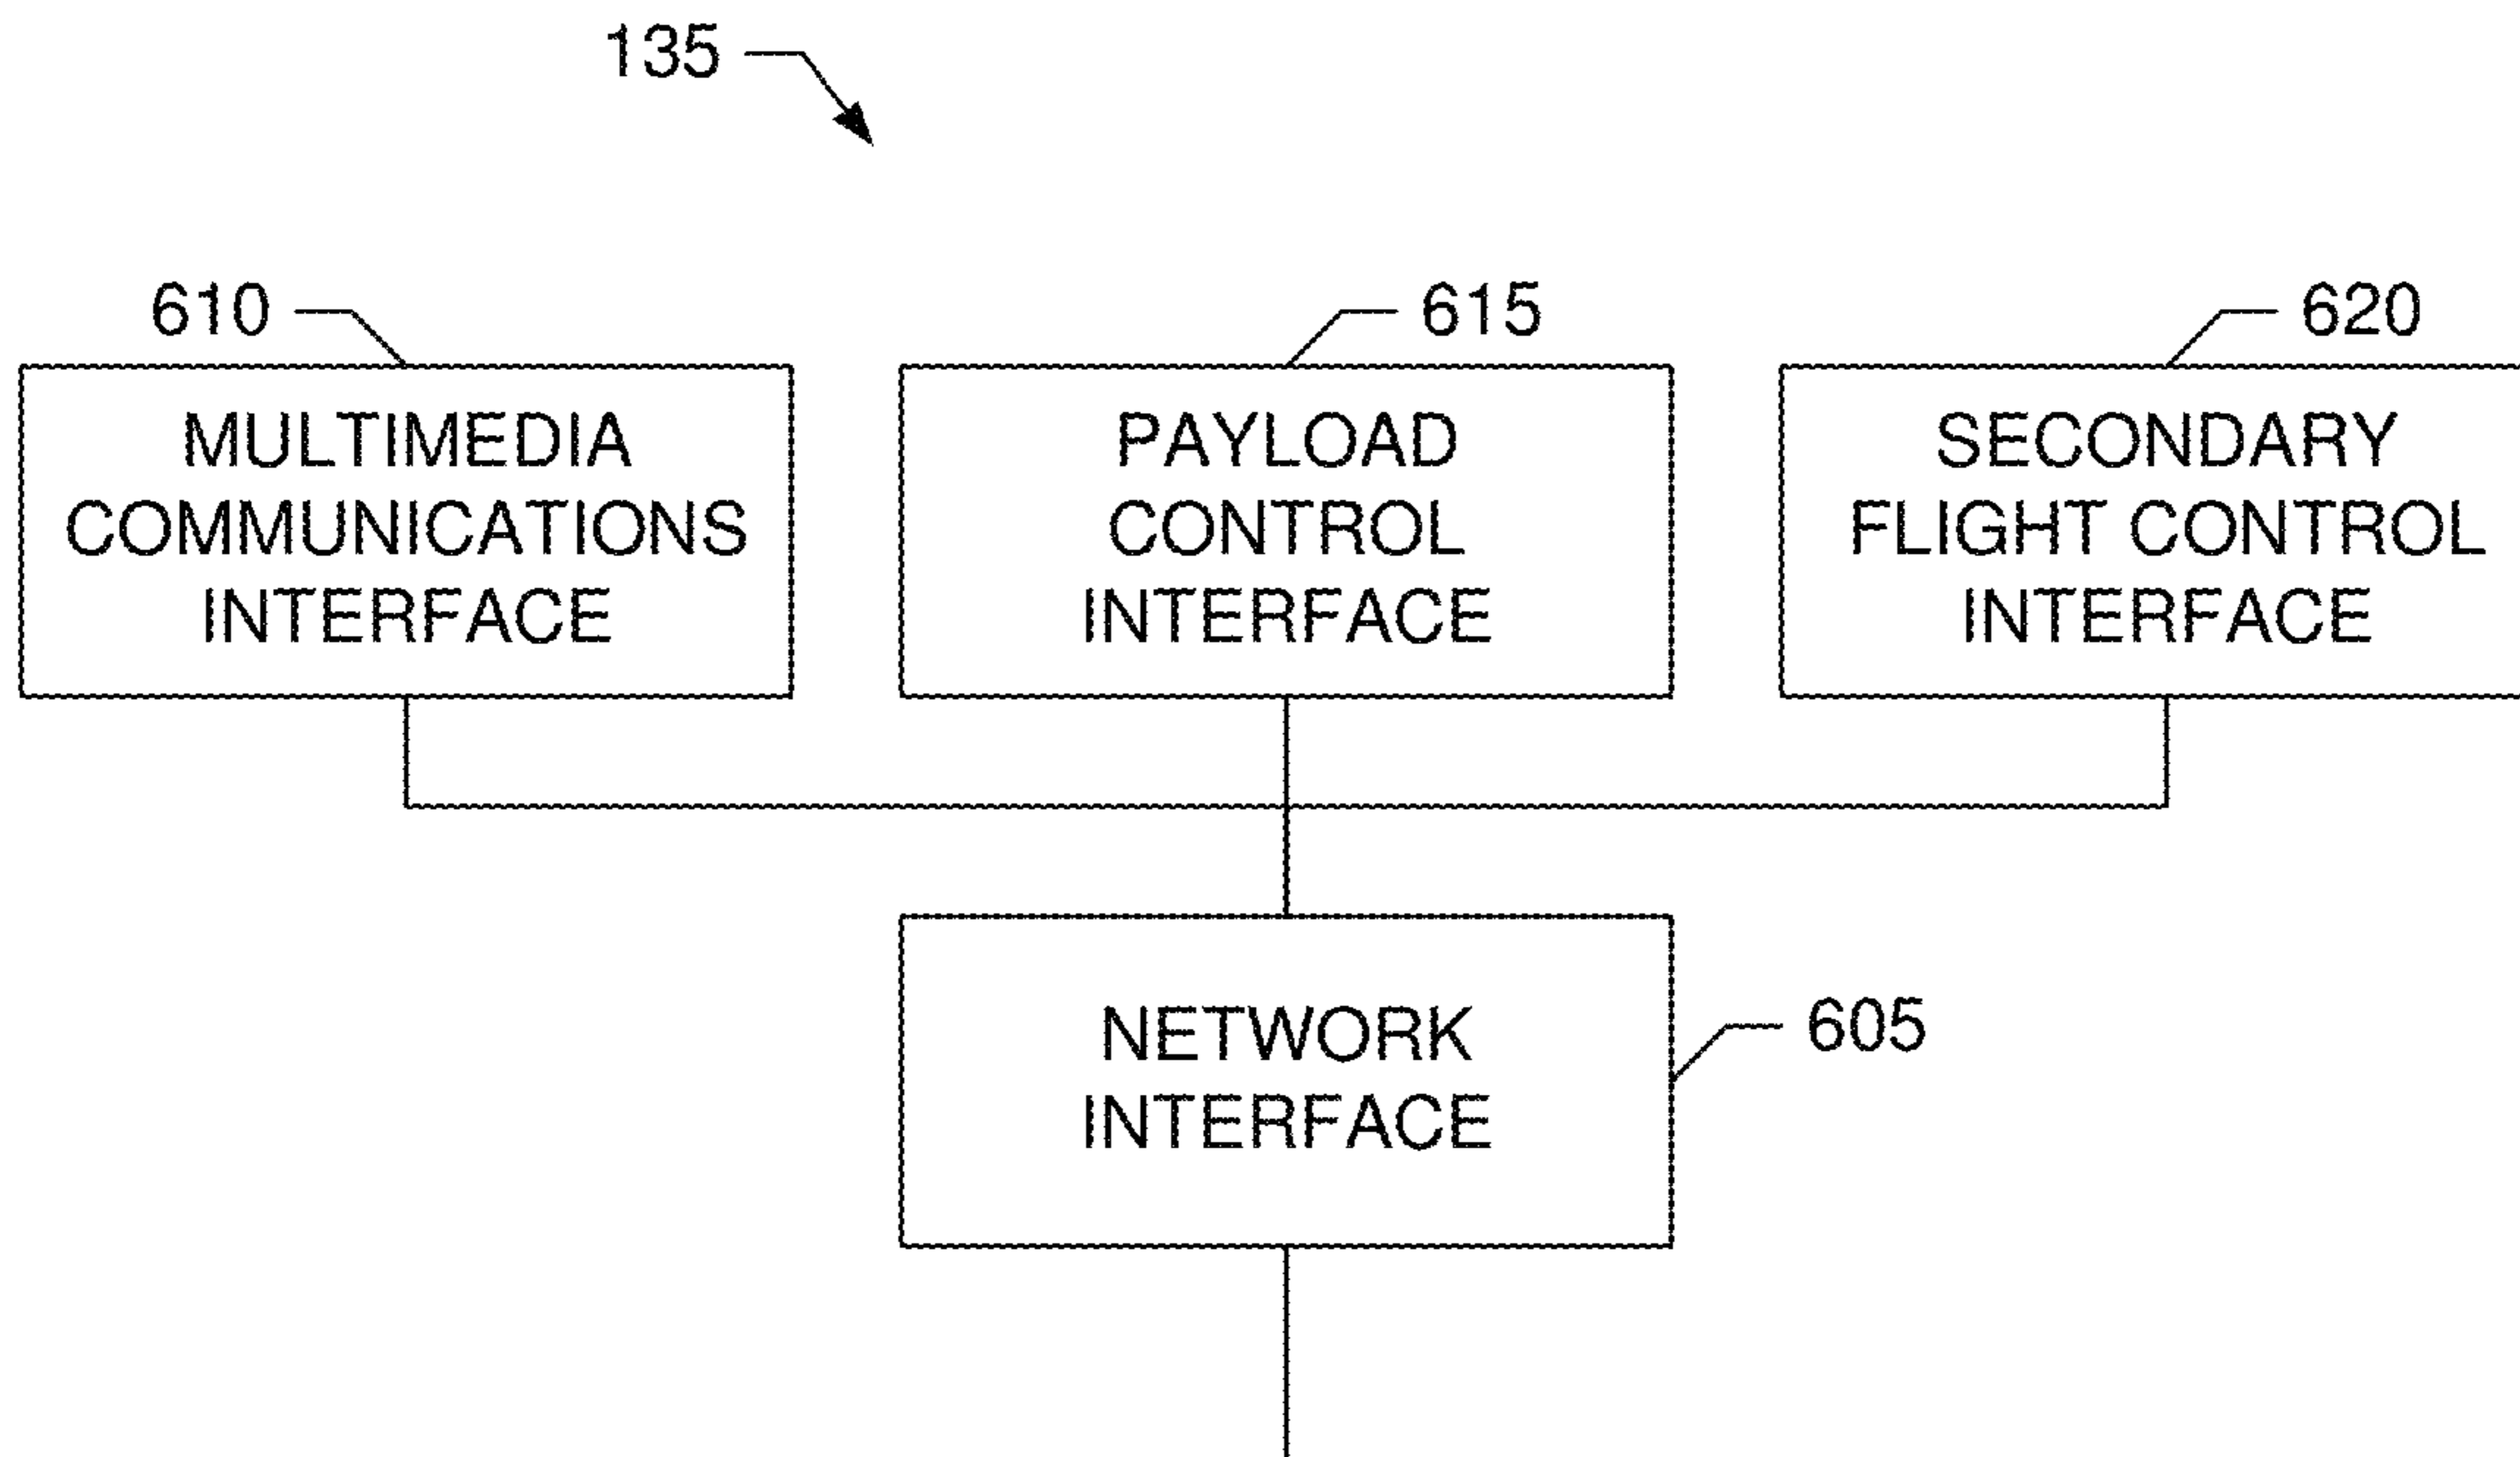 135
610
615
620
MULTIMEDIA
COMMUNICATIONS
INTERFACE
PAYLOAD
CONTROL
INTERFACE
SECONDARY
FLIGHT CONTROL
INTERFACE
NETWORK
INTERFACE
605